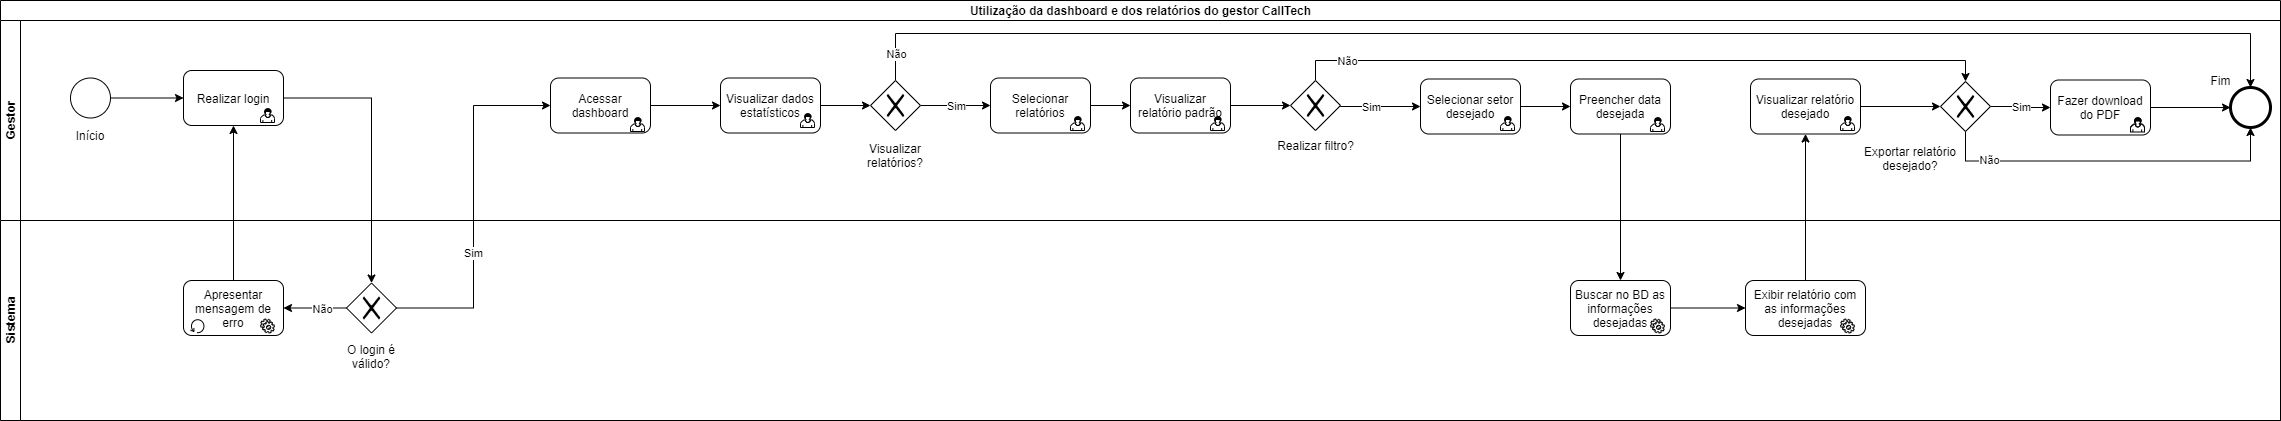 Utilização da dashboard e dos relatórios do gestor CallTech
Gestor
Início
Realizar login
Acessar
dashboard
Visualizar dados
estatísticos
Não
Visualizar
relatórios?
Sim
Selecionar
relatórios
Visualizar
relatório padrão
Não
Realizar filtro?
Sim
Selecionar setor
desejado
Preencher data
desejada
Visualizar relatório
desejado
Exportar relatório
desejado?
Sim
Não
Fazer download
do PDF
Fim
Sistema
Apresentar
mensagem de
erro
Não
O login é
válido?
Sim
Buscar no BD as
informações
desejadas
Exibir relatório com
as informações
desejadas